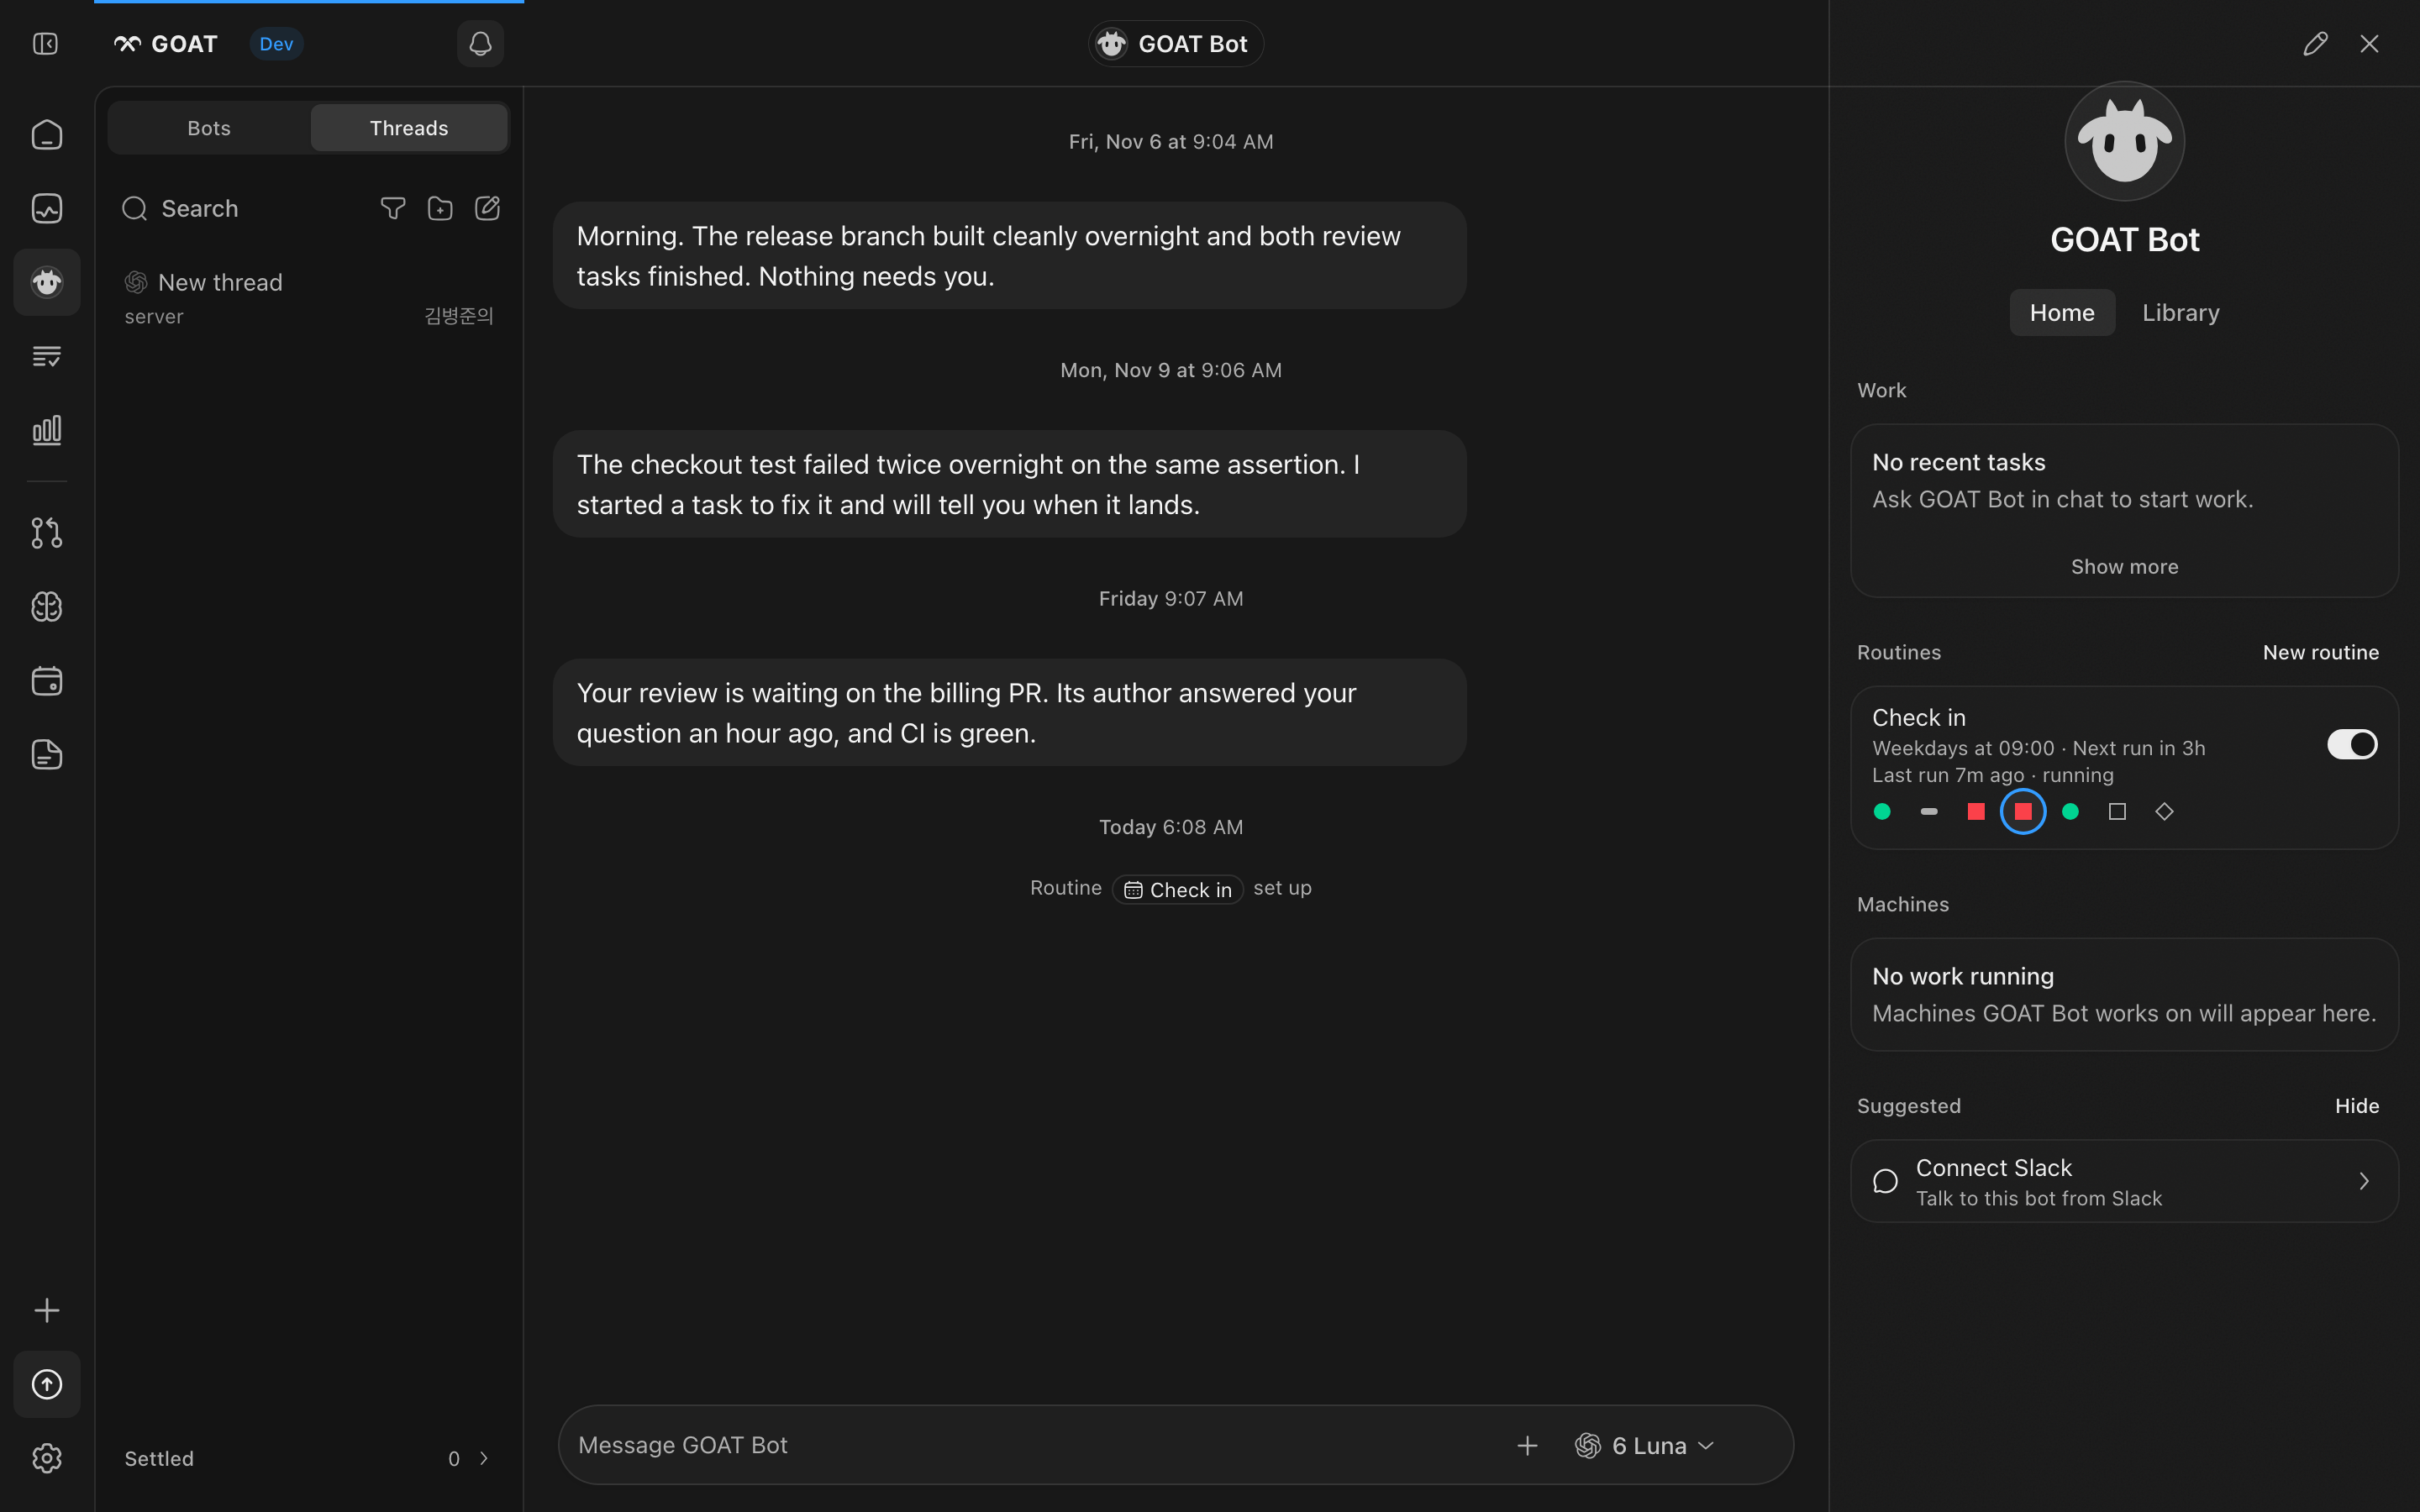 GOAT
Dev
GOAT Bot
Bots
Threads
Search
New thread
server
김병준의
Settled
0
Fri, Nov 6 at 9:04 AM
Morning. The release branch built cleanly overnight and both review
tasks finished. Nothing needs you.
Mon, Nov 9 at 9:06 AM
The checkout test failed twice overnight on the same assertion. I
started a task to fix it and will tell you when it lands.
Friday 9:07 AM
Your review is waiting on the billing PR. Its author answered your
question an hour ago, and CI is green.
Today 6:08 AM
Routine Check in set up
Message GOAT Bot
6 Luna
GOAT Bot
Home
Library
Work
No recent tasks
Ask GOAT Bot in chat to start work.
Show more
Routines
New routine
Check in
Weekdays at 09:00 · Next run in 3h
Last run 7m ago · running
Machines
No work running
Machines GOAT Bot works on will appear here.
Suggested
Hide
Connect Slack
Talk to this bot from Slack